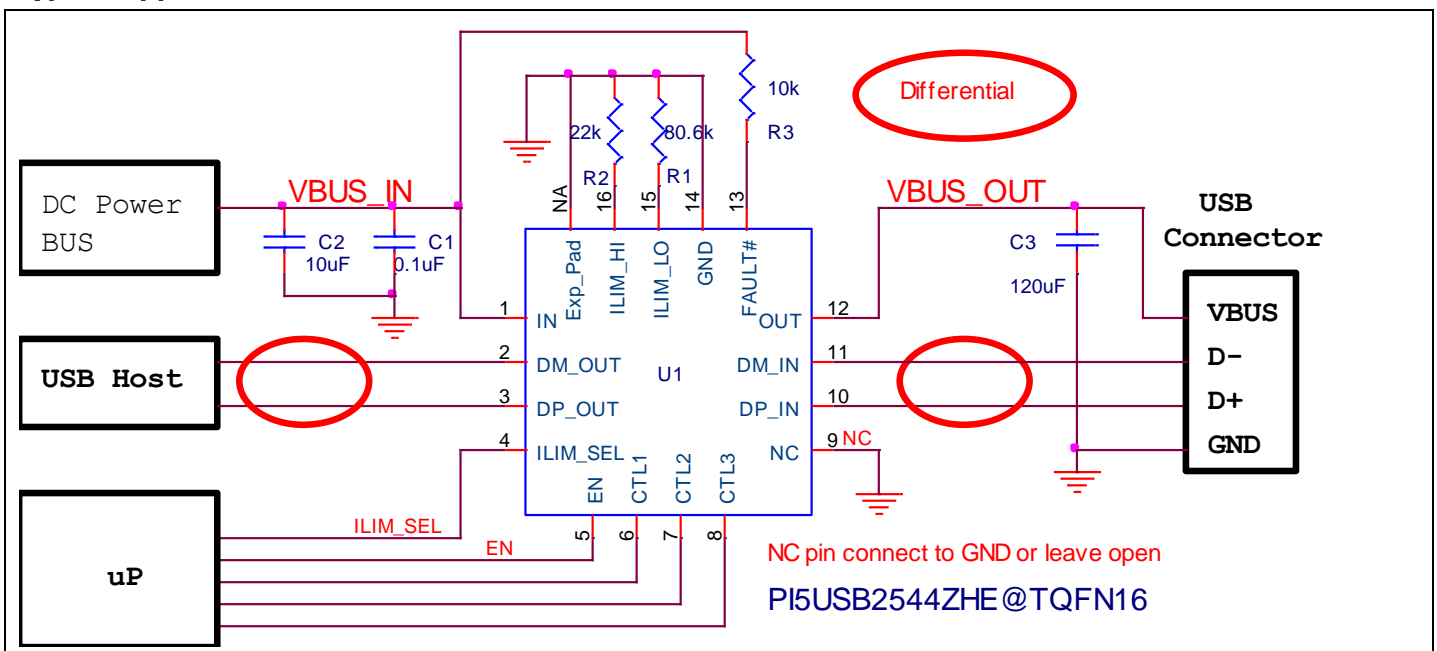 Differential
10k
R3
22k
80.6k
R2
R1
DC Power
BUS
VBUS_IN
VBUS_OUT
USB
Connector
C2
10uF
C1
0.1uF
C3
120uF
NA
16
15
14
13
Exp_Pad
ILIM_HI
ILIM_LO
GND
FAULT#
1
IN
OUT
12
VBUS
USB Host
2
DM_OUT
U1
DM_IN
11
D-
3
DP_OUT
DP_IN
10
D+
4
ILIM_SEL
NC
9
NC
GND
EN
CTL1
CTL2
CTL3
5
6
7
8
uP
ILIM_SEL
EN
NC pin connect to GND or leave open
PI5USB2544ZHE@TQFN16